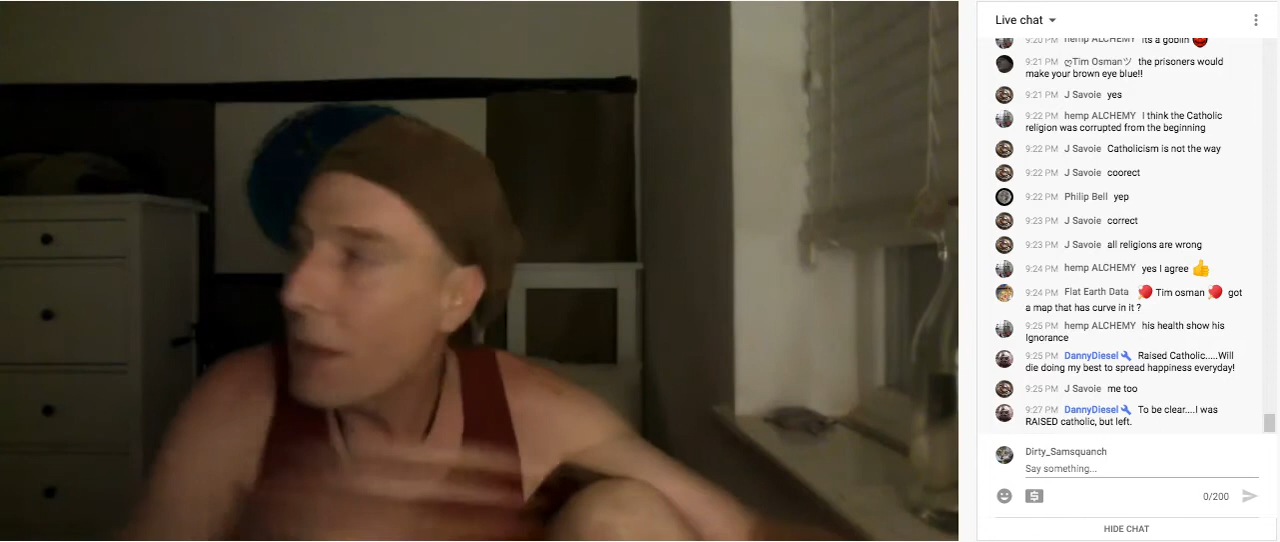 Live chat
9:20 PM hemp ALCHEMY its a goblin
9:21 PM ღTim Osmanツ the prisoners would
make your brown eye blue!!
9:21 PM J Savoie yes
9:22 PM hemp ALCHEMY I think the Catholic
religion was corrupted from the beginning
9:22 PM J Savoie Catholicism is not the way
9:22 PM J Savoie coorect
9:22 PM Philip Bell yep
9:23 PM J Savoie correct
9:23 PM J Savoie all religions are wrong
9:24 PM hemp ALCHEMY yes I agree 👍
9:24 PM Flat Earth Data 🥊 Tim osman 🥊 got
a map that has curve in it ?
9:25 PM hemp ALCHEMY his health show his
Ignorance
9:25 PM DannyDiesel Raised Catholic.....Will
die doing my best to spread happiness everyday!
9:25 PM J Savoie me too
9:27 PM DannyDiesel To be clear....I was
RAISED catholic, but left.
Dirty_Samsquanch
Say something...
0/200
HIDE CHAT